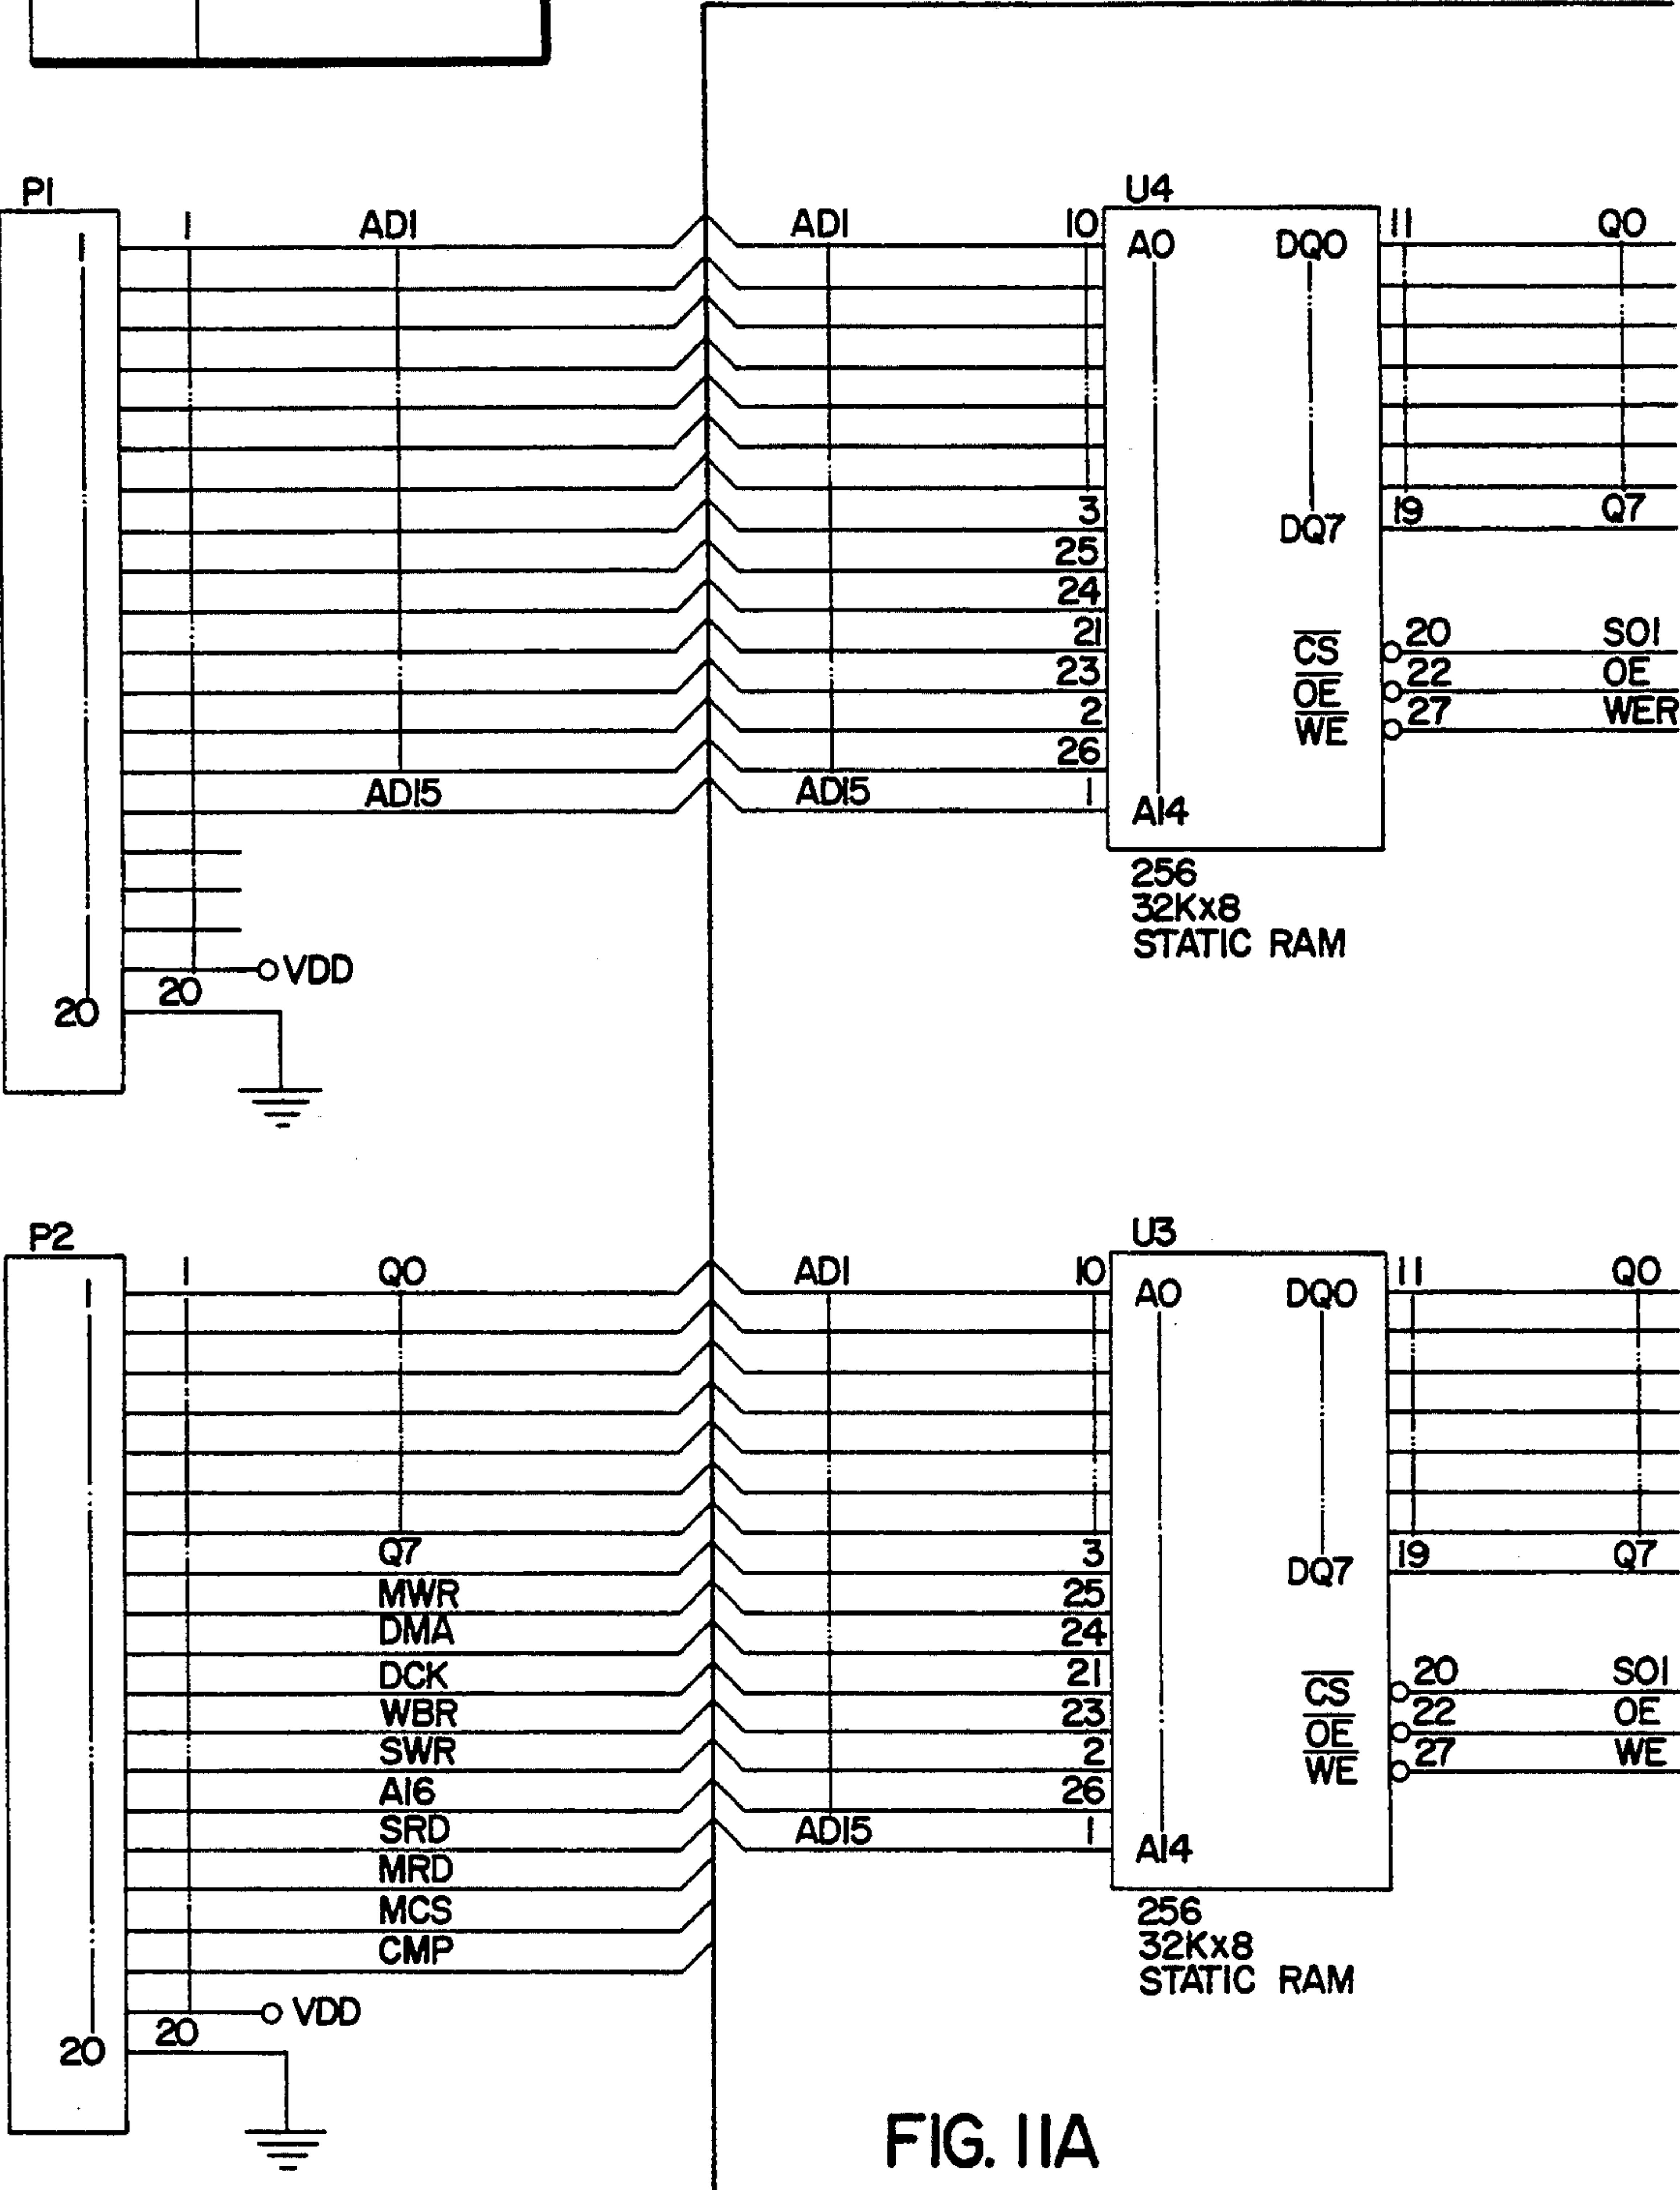 P1
1
1
AD1
AD15
20
VDD
20
AD1
10
3
25
24
21
23
2
26
AD15
1
U4
A0
DQ0
DQ7
CS
OE
WE
A14
256
32Kx8
STATIC RAM
11
Q0
19
Q7
20
SO1
22
OE
27
WER
P2
1
1
Q0
Q7
MWR
DMA
DCK
WBR
SWR
A16
SRD
MRD
MCS
CMP
VDD
20
20
AD1
10
3
25
24
21
23
2
26
AD15
1
U3
A0
DQ0
DQ7
CS
OE
WE
A14
256
32Kx8
STATIC RAM
11
Q0
19
Q7
20
SO1
22
OE
27
WE
FIG. 11A